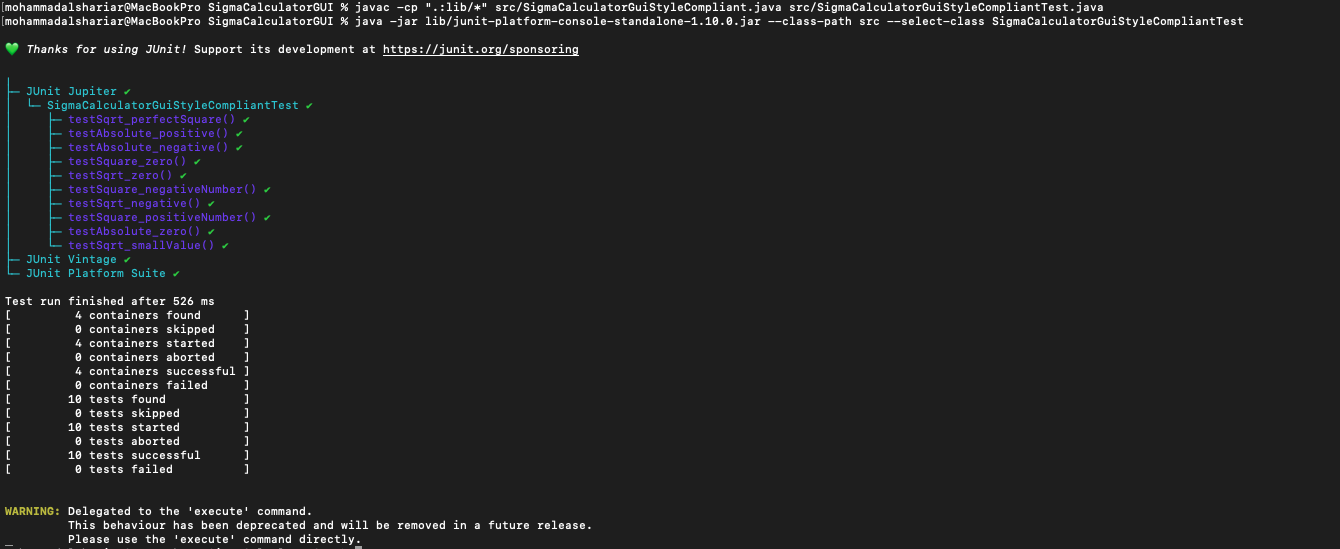 mohammadalshariar@MacBookPro SigmaCalculatorGUI % javac -cp ".:lib/*" src/SigmaCalculatorGuiStyleCompliant.java src/SigmaCalculatorGuiStyleCompliantTest.java
mohammadalshariar@MacBookPro SigmaCalculatorGUI % java -jar lib/junit-platform-console-standalone-1.10.0.jar --class-path src --select-class SigmaCalculatorGuiStyleCompliantTest
💚 Thanks for using JUnit! Support its development at https://junit.org/sponsoring
╷
├─ JUnit Jupiter ✔
│  └─ SigmaCalculatorGuiStyleCompliantTest ✔
│     ├─ testSqrt_perfectSquare() ✔
│     ├─ testAbsolute_positive() ✔
│     ├─ testAbsolute_negative() ✔
│     ├─ testSquare_zero() ✔
│     ├─ testSqrt_zero() ✔
│     ├─ testSquare_negativeNumber() ✔
│     ├─ testSqrt_negative() ✔
│     ├─ testSquare_positiveNumber() ✔
│     ├─ testAbsolute_zero() ✔
│     └─ testSqrt_smallValue() ✔
├─ JUnit Vintage ✔
└─ JUnit Platform Suite ✔
Test run finished after 526 ms
[         4 containers found      ]
[         0 containers skipped    ]
[         4 containers started    ]
[         0 containers aborted    ]
[         4 containers successful ]
[         0 containers failed     ]
[        10 tests found           ]
[         0 tests skipped         ]
[        10 tests started         ]
[         0 tests aborted         ]
[        10 tests successful      ]
[         0 tests failed          ]
WARNING: Delegated to the 'execute' command.
         This behaviour has been deprecated and will be removed in a future release.
         Please use the 'execute' command directly.